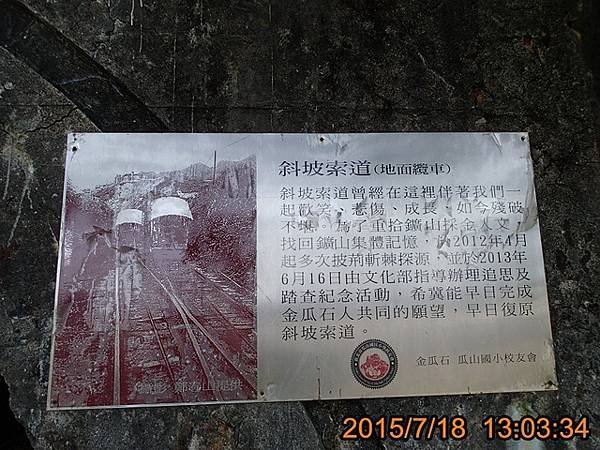 斜坡索道(地面纜車)
斜坡索道曾經在這裡伴著我們一
起歡笑、悲傷、成長，如今殘破
不堪。為了重拾鑛山採金人文，
找回鑛山集體記憶，於2012年4月
起多次披荊斬棘探源，並於2013年
6月16日由文化部指導辦理追思及
踏查紀念活動，希冀能早日完成
金瓜石人共同的願望，早日復原
斜坡索道。
金瓜石 瓜山國小校友會
山提供
2015/7/18 13:03:34